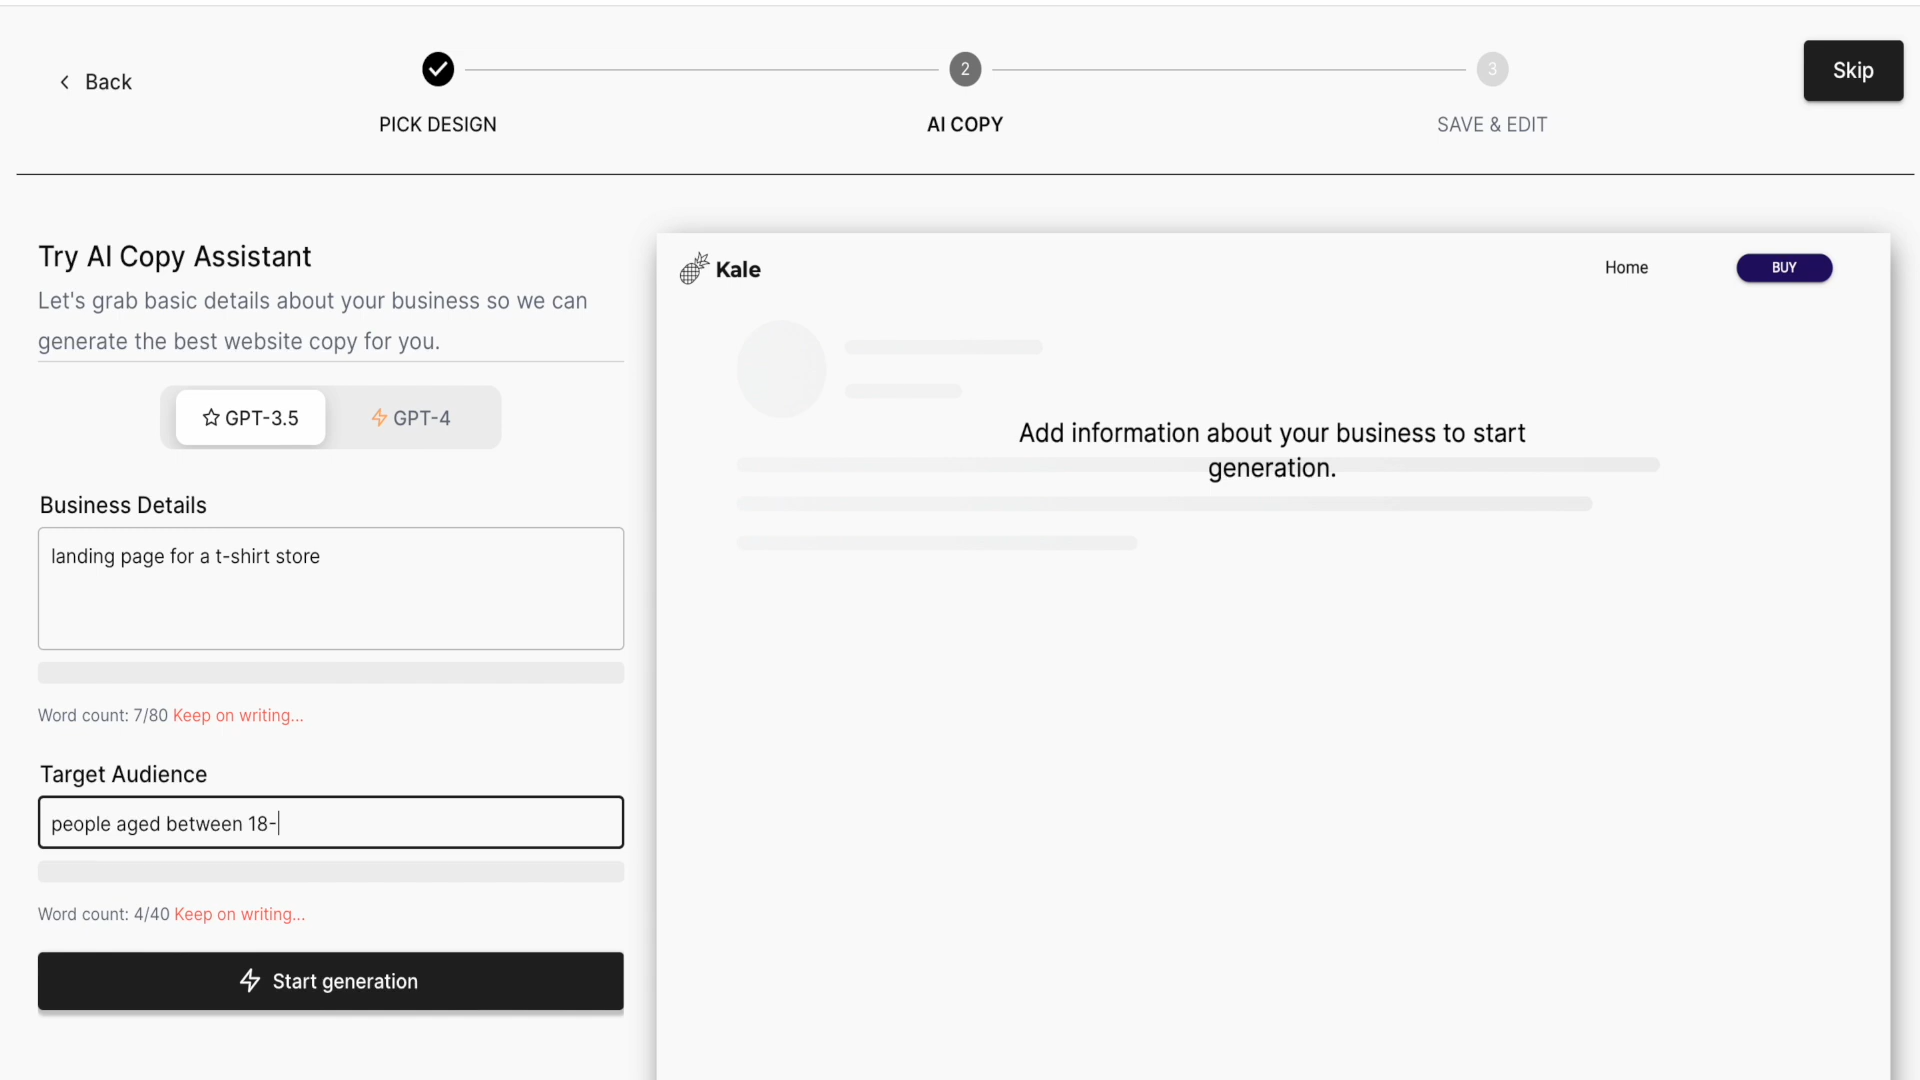 Back
2
3
Skip
PICK DESIGN
AI COPY
SAVE & EDIT
Try AI Copy Assistant
Let's grab basic details about your business so we can
generate the best website copy for you.
GPT-3.5
GPT-4
Business Details
landing page for a t-shirt store
Word count: 7/80 Keep on writing...
Target Audience
people aged between 18-
Word count: 4/40 Keep on writing...
Start generation
Kale
Home
BUY
Add information about your business to start
generation.